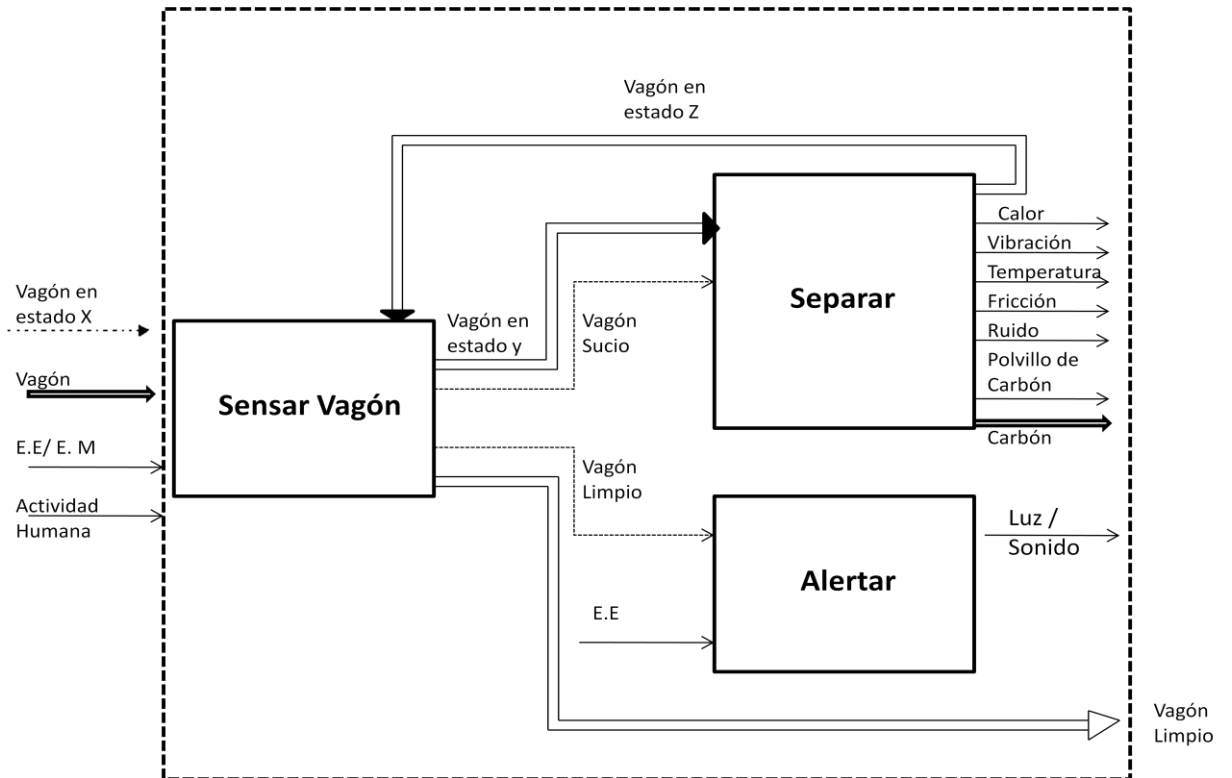 Vagón en
estado Z
Calor
Vibración
Temperatura
Fricción
Ruido
Polvillo de
Carbón
Carbón
Separar
Vagón en
estado X
Vagón
E.E/ E. M
Actividad
Humana
Sensar Vagón
Vagón en
estado y
Vagón
Sucio
Vagón
Limpio
Luz /
Sonido
Alertar
E.E
Vagón
Limpio